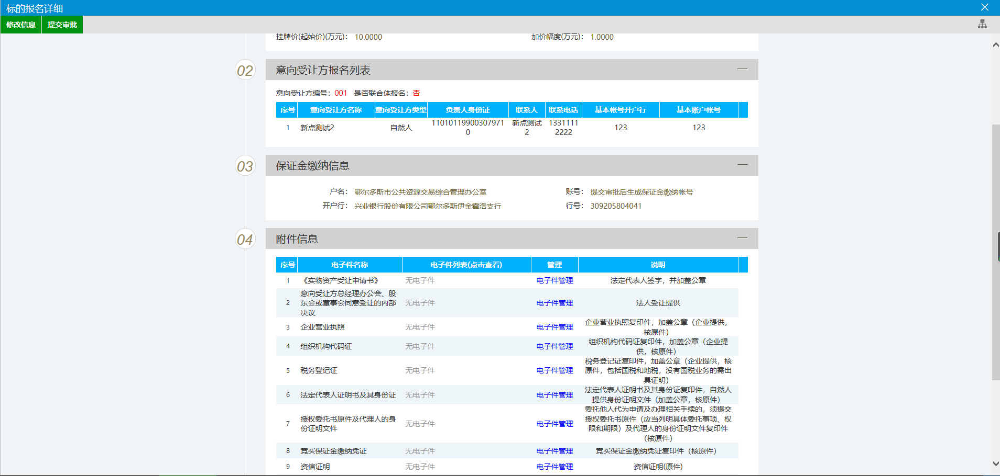 标的报名详细
修改信息 提交审批
挂牌价(起始价)(万元)： 10.0000 加价幅度(万元)： 1.0000
02 意向受让方报名列表
意向受让方编号：001 是否联合体报名：否
序号 意向受让方名称 意向受让方类型 负责人身份证 联系人 联系电话 基本帐号开户行 基本账户帐号
1 新点测试2 自然人 110101199003079710 新点测试2 13311112222 123 123
03 保证金缴纳信息
户名： 鄂尔多斯市公共资源交易综合管理办公室 账号： 提交审批后生成保证金缴纳帐号
开户行： 兴业银行股份有限公司鄂尔多斯伊金霍洛支行 行号： 309205804041
04 附件信息
序号 电子件名称 电子件列表(点击查看) 管理 说明
1 《实物资产受让申请书》 无电子件 电子件管理 法定代表人签字，并加盖公章
2 意向受让方总经理办公会、股东会或董事会同意受让的内部决议 无电子件 电子件管理 法人受让提供
3 企业营业执照 无电子件 电子件管理 企业营业执照复印件，加盖公章（企业提供，核原件）
4 组织机构代码证 无电子件 电子件管理 组织机构代码证复印件，加盖公章（企业提供，核原件）
5 税务登记证 无电子件 电子件管理 税务登记证复印件，加盖公章（企业提供，核原件，包括国税和地税，没有国税业务的需出具证明）
6 法定代表人证明书及其身份证 无电子件 电子件管理 法定代表人证明书及其身份证复印件，自然人提供身份证明文件（加盖公章，核原件）
7 授权委托书原件及代理人的身份证明文件 无电子件 电子件管理 委托他人代为申请及办理相关手续的，须提交授权委托书原件（应当列明具体委托事项、权限和期限）及代理人的身份证明文件复印件（核原件）
8 竞买保证金缴纳凭证 无电子件 电子件管理 竟买保证金缴纳凭证复印件（核原件）
9 资信证明 无电子件 电子件管理 资信证明(原件)